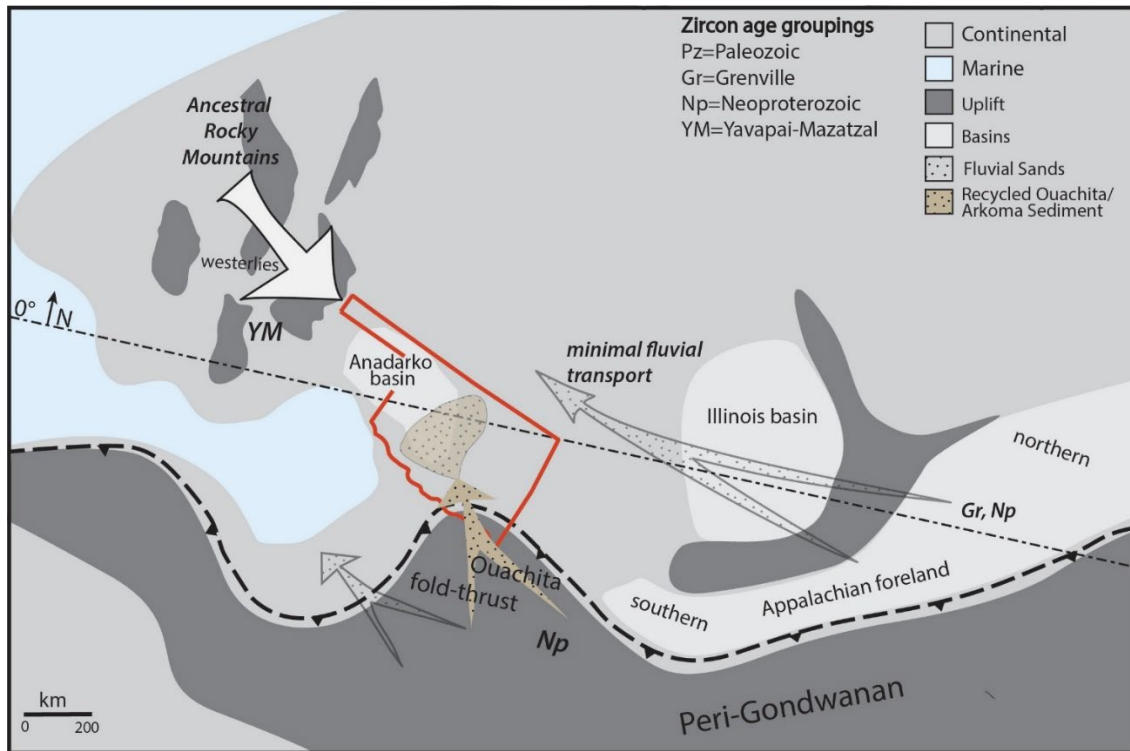 Zircon age groupings
Pz=Paleozoic
Gr=Grenville
Np=Neoproterozoic
YM=Yavapai-Mazatzal
Continental
Marine
Uplift
Basins
Fluvial Sands
Recycled Ouachita/
Arkoma Sediment
Ancestral
Rocky
Mountains
westerlies
0°
N
YM
Anadarko
basin
minimal fluvial
transport
Illinois basin
northern
Gr, Np
Ouachita
fold-thrust
southern
Appalachian foreland
Np
Peri-Gondwanan
km
0
200